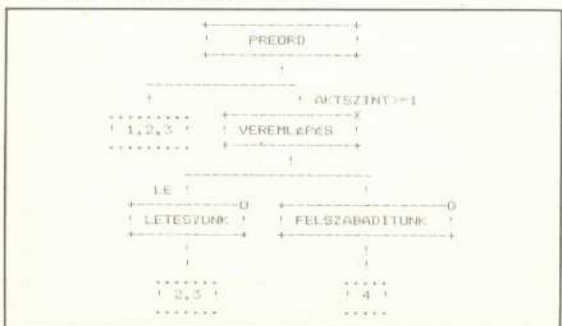 PREORD
AKTSZINT>=1
1,2,3
VEREMLÉPÉS
LE
LETESZUNK
FELSZABADITUNK
2,3
4